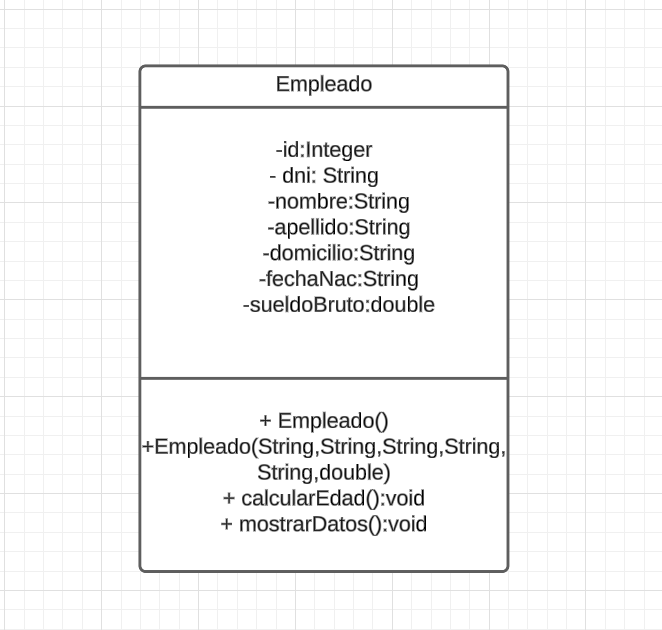 Empleado
-id:Integer
- dni: String
-nombre:String
-apellido:String
-domicilio:String
-fechaNac:String
-sueldoBruto:double
+ Empleado()
+Empleado(String,String,String,String,
String,double)
+ calcularEdad():void
+ mostrarDatos():void